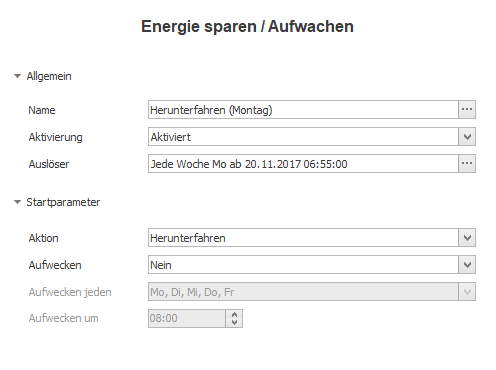 Energie sparen / Aufwachen
Allgemein
Name Herunterfahren (Montag)
Aktivierung Aktiviert
Auslöser Jede Woche Mo ab 20.11.2017 06:55:00
Startparameter
Aktion Herunterfahren
Aufwecken Nein
Aufwecken jeden Mo, Di, Mi, Do, Fr
Aufwecken um 08:00